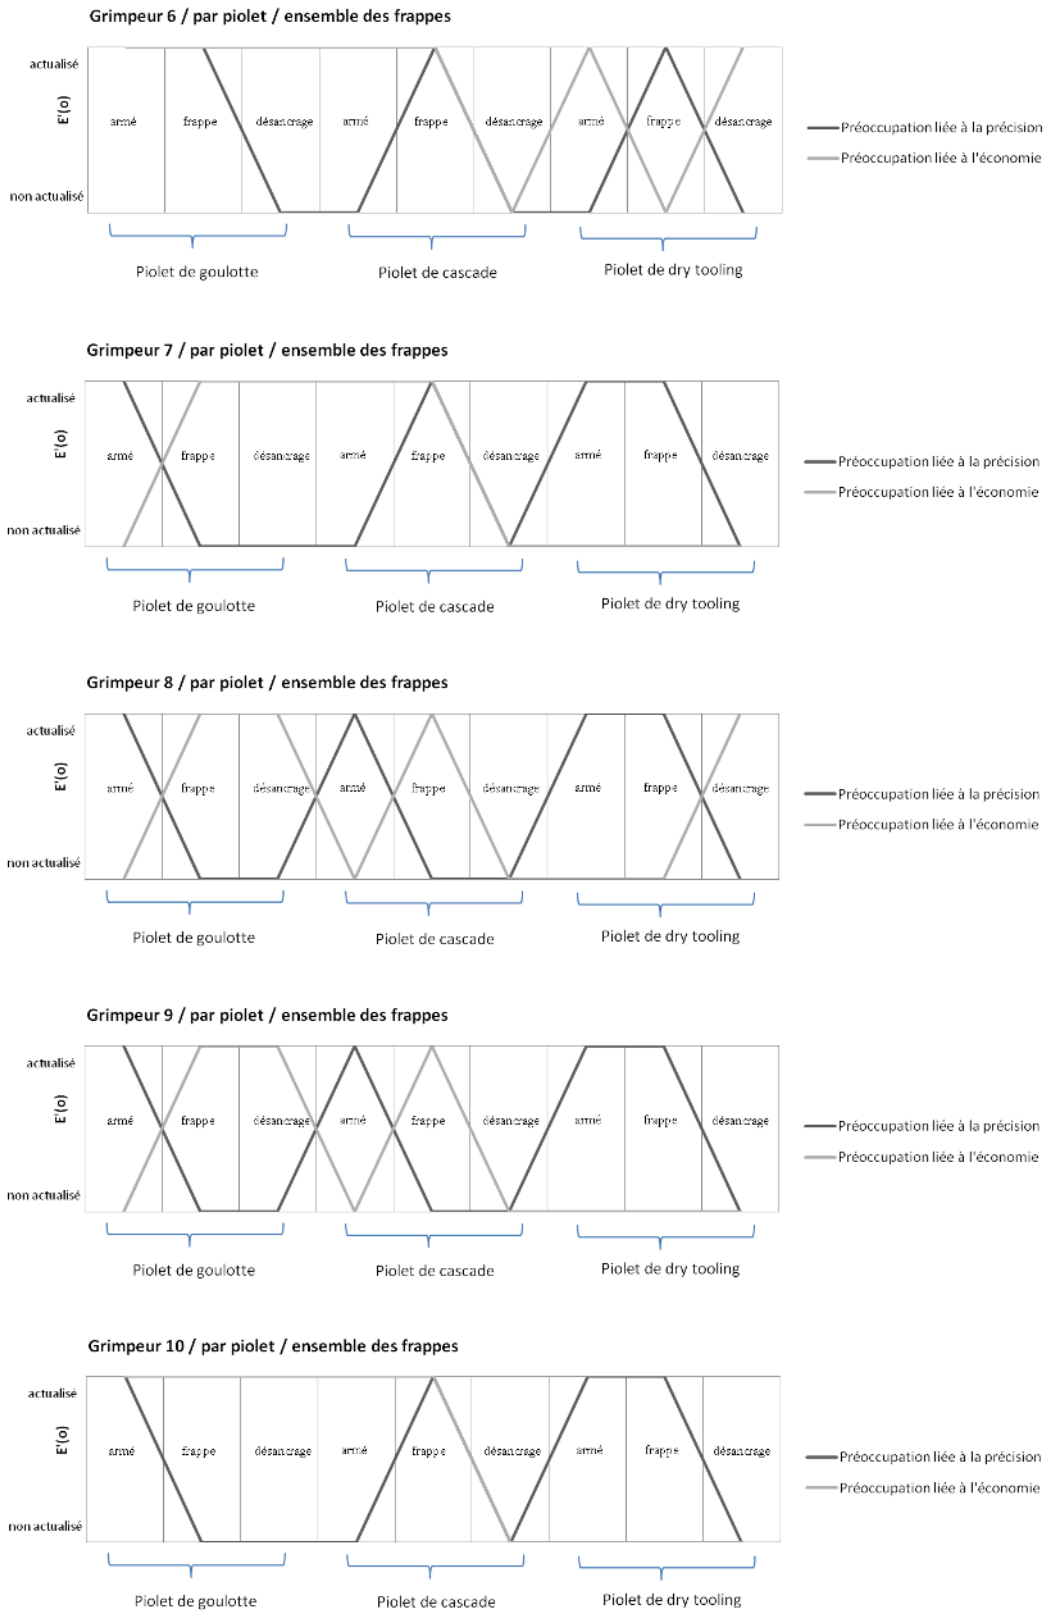 Grimpeur 6 / par piolet / ensemble des frappes
actualisé
E'(o)
armé frappe désancrage armé frappe désancrage armé frappe désancrage
non actualisé
Préoccupation liée à la précision
Préoccupation liée à l'économie
Piolet de goulotte Piolet de cascade Piolet de dry tooling
Grimpeur 7 / par piolet / ensemble des frappes
actualisé
E'(o)
armé frappe désancrage armé frappe désancrage armé frappe désancrage
non actualisé
Préoccupation liée à la précision
Préoccupation liée à l'économie
Piolet de goulotte Piolet de cascade Piolet de dry tooling
Grimpeur 8 / par piolet / ensemble des frappes
actualisé
E'(o)
armé frappe désancrage armé frappe désancrage armé frappe désancrage
non actualisé
Préoccupation liée à la précision
Préoccupation liée à l'économie
Piolet de goulotte Piolet de cascade Piolet de dry tooling
Grimpeur 9 / par piolet / ensemble des frappes
actualisé
E'(o)
armé frappe désancrage armé frappe désancrage armé frappe désancrage
non actualisé
Préoccupation liée à la précision
Préoccupation liée à l'économie
Piolet de goulotte Piolet de cascade Piolet de dry tooling
Grimpeur 10 / par piolet / ensemble des frappes
actualisé
E'(o)
armé frappe désancrage armé frappe désancrage armé frappe désancrage
non actualisé
Préoccupation liée à la précision
Préoccupation liée à l'économie
Piolet de goulotte Piolet de cascade Piolet de dry tooling